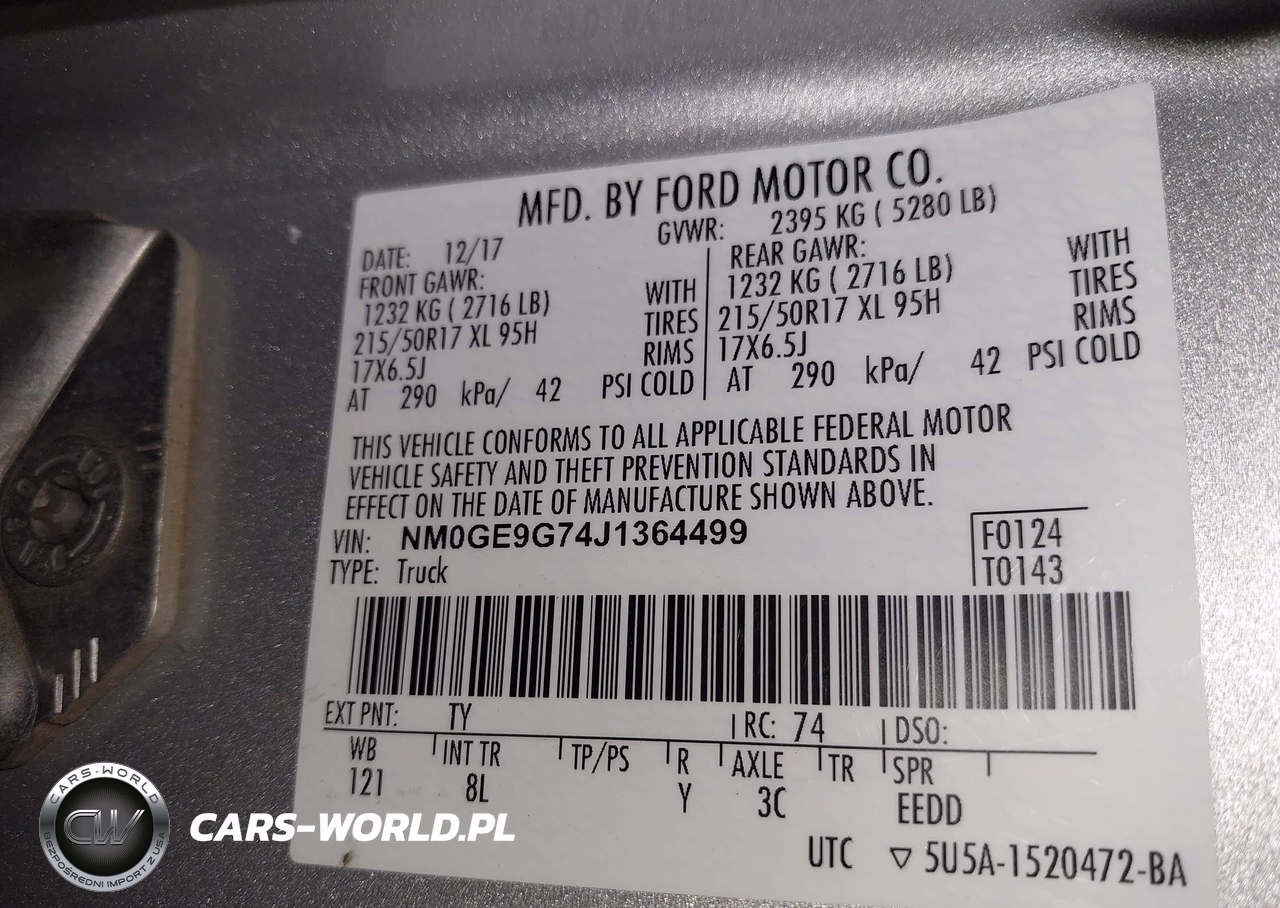 MFD. BY FORD MOTOR CO.
DATE: 12/17 GVWR: 2395 KG ( 5280 LB)
FRONT GAWR: REAR GAWR:
1232 KG ( 2716 LB) WITH 1232 KG ( 2716 LB) WITH
215/50R17 XL 95H TIRES 215/50R17 XL 95H TIRES
17X6.5J RIMS 17X6.5J RIMS
AT 290 kPa/ 42 PSI COLD AT 290 kPa/ 42 PSI COLD
THIS VEHICLE CONFORMS TO ALL APPLICABLE FEDERAL MOTOR
VEHICLE SAFETY AND THEFT PREVENTION STANDARDS IN
EFFECT ON THE DATE OF MANUFACTURE SHOWN ABOVE.
VIN: NM0GE9G74J1364499 F0124
TYPE: Truck T0143
EXT PNT: TY RC: 74 DSO:
WB INT TR TP/PS R AXLE TR SPR
121 8L Y 3C EEDD
UTC ▽ 5U5A-1520472-BA
CARS-WORLD
CW
BEZPOŚREDNI IMPORT Z USA
CARS-WORLD.PL